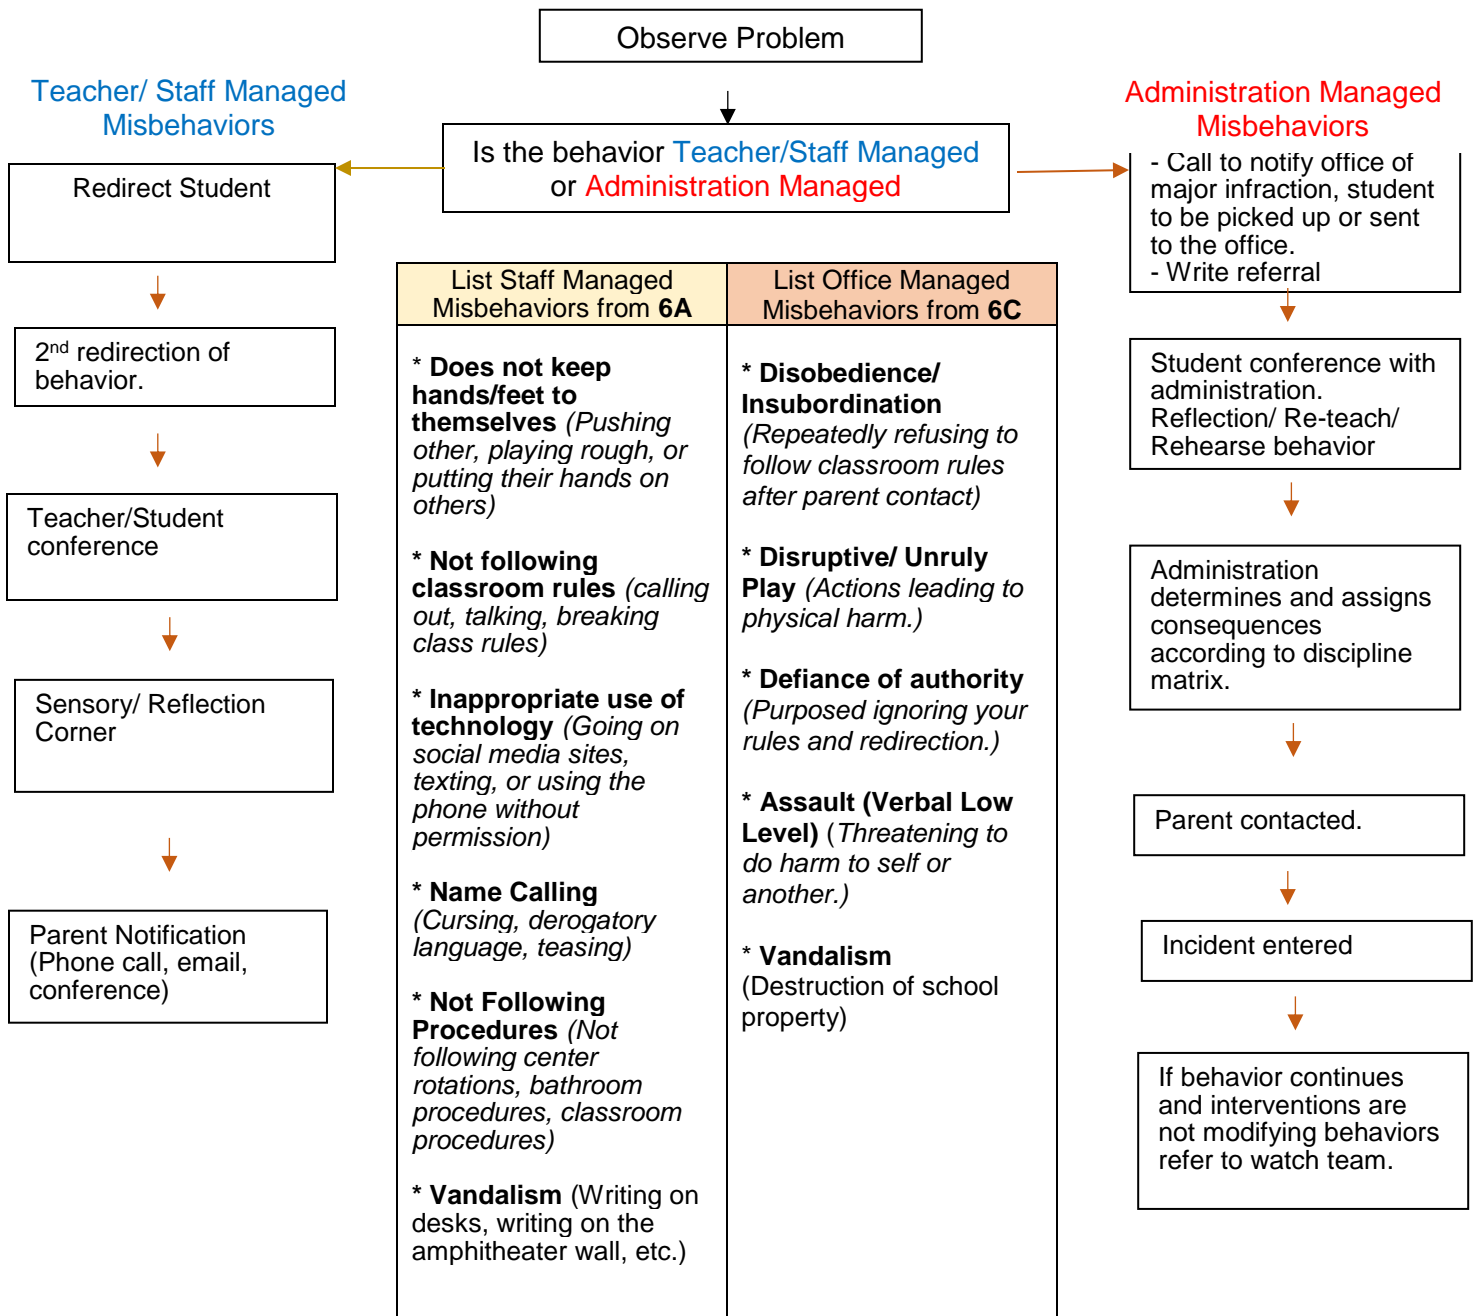 Observe Problem
Teacher/ Staff Managed
Misbehaviors
Administration Managed
Misbehaviors
Is the behavior Teacher/Staff Managed
or Administration Managed
Redirect Student
2nd redirection of
behavior.
Teacher/Student
conference
Sensory/ Reflection
Corner
Parent Notification
(Phone call, email,
conference)
List Staff Managed
Misbehaviors from 6A
* Does not keep
hands/feet to
themselves (Pushing
other, playing rough, or
putting their hands on
others)
* Not following
classroom rules (calling
out, talking, breaking
class rules)
* Inappropriate use of
technology (Going on
social media sites,
texting, or using the
phone without
permission)
* Name Calling
(Cursing, derogatory
language, teasing)
* Not Following
Procedures (Not
following center
rotations, bathroom
procedures, classroom
procedures)
* Vandalism (Writing on
desks, writing on the
amphitheater wall, etc.)
List Office Managed
Misbehaviors from 6C
* Disobedience/
Insubordination
(Repeatedly refusing to
follow classroom rules
after parent contact)
* Disruptive/ Unruly
Play (Actions leading to
physical harm.)
* Defiance of authority
(Purposed ignoring your
rules and redirection.)
* Assault (Verbal Low
Level) (Threatening to
do harm to self or
another.)
* Vandalism
(Destruction of school
property)
- Call to notify office of
major infraction, student
to be picked up or sent
to the office.
- Write referral
Student conference with
administration.
Reflection/ Re-teach/
Rehearse behavior
Administration
determines and assigns
consequences
according to discipline
matrix.
Parent contacted.
Incident entered
If behavior continues
and interventions are
not modifying behaviors
refer to watch team.